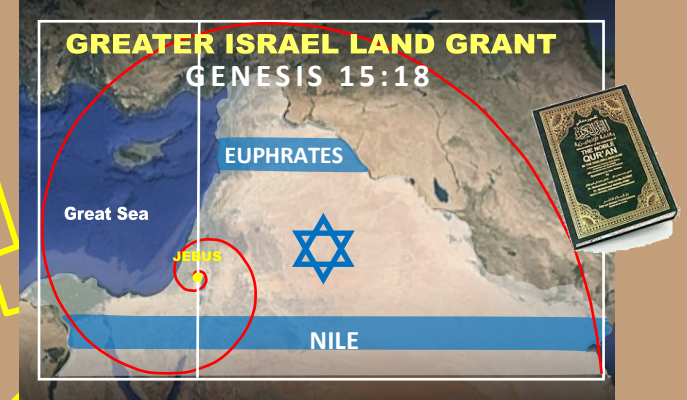 GREATER ISRAEL LAND GRANT
GENESIS 15:18
EUPHRATES
Great Sea
JEBUS
NILE
THE NOBLE
QUR'AN